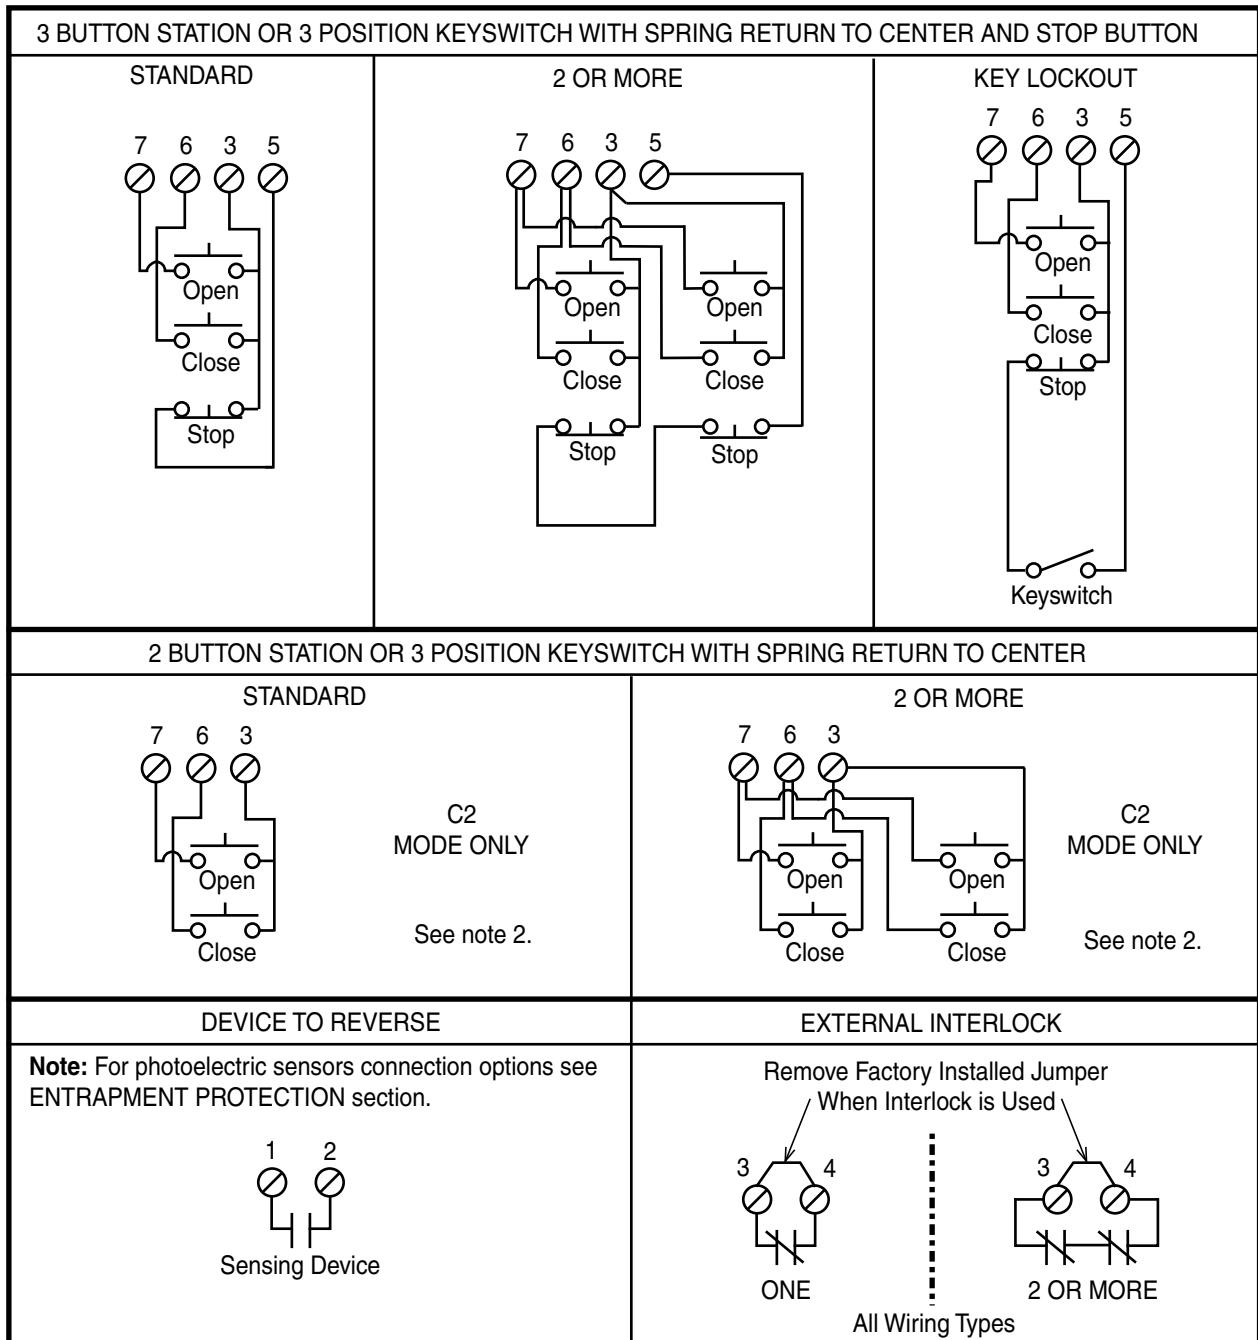 3 BUTTON STATION OR 3 POSITION KEYSWITCH WITH SPRING RETURN TO CENTER AND STOP BUTTON
STANDARD
7 6 3 5
Open
Close
Stop
2 OR MORE
7 6 3 5
Open Open
Close Close
Stop Stop
KEY LOCKOUT
7 6 3 5
Open
Close
Stop
Keyswitch
2 BUTTON STATION OR 3 POSITION KEYSWITCH WITH SPRING RETURN TO CENTER
STANDARD
7 6 3
Open
Close
C2
MODE ONLY
See note 2.
2 OR MORE
7 6 3
Open Open
Close Close
C2
MODE ONLY
See note 2.
DEVICE TO REVERSE
Note: For photoelectric sensors connection options see
ENTRAPMENT PROTECTION section.
1 2
Sensing Device
EXTERNAL INTERLOCK
Remove Factory Installed Jumper
When Interlock is Used
3 4
ONE
3 4
2 OR MORE
All Wiring Types